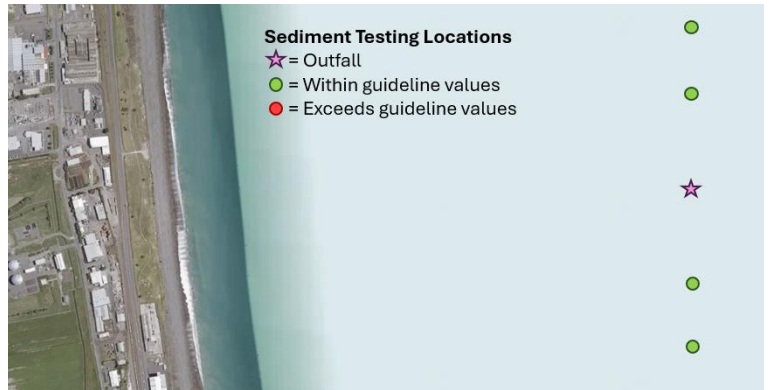 Sediment Testing Locations
= Outfall
= Within guideline values
= Exceeds guideline values